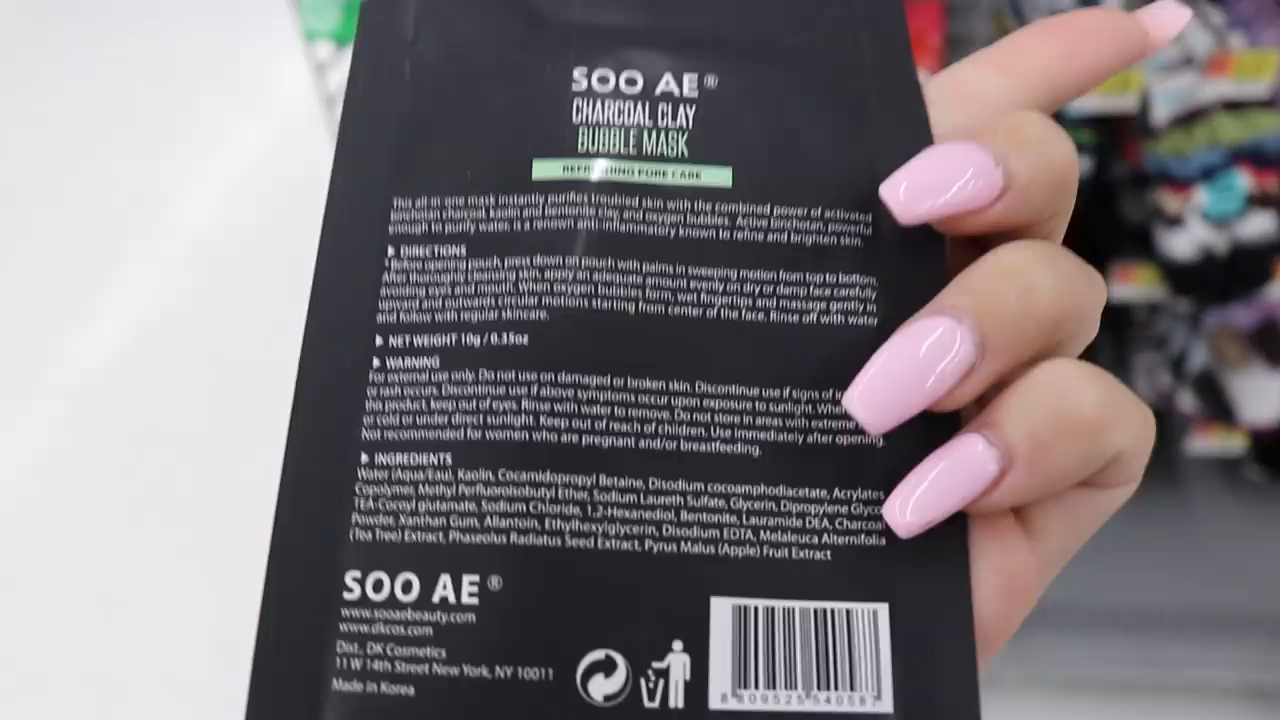 SOO AE®
CHARCOAL CLAY
BUBBLE MASK
REFRESHING PORE CARE
This all-in-one mask instantly purifies troubled skin with the combined power of activated
binchotan charcoal, kaolin and bentonite clay, and oxygen bubbles. Active binchotan, powerful
enough to purify water, is a renown anti-inflammatory known to refine and brighten skin.
▶ DIRECTIONS
Before opening pouch, press down on pouch with palms in sweeping motion from top to bottom.
After thoroughly cleansing skin, apply an adequate amount evenly on dry or damp face carefully
avoiding eyes and mouth. When oxygen bubbles form, wet fingertips and massage gently in
upward and outwards circular motions starting from center of the face. Rinse off with water
and follow with regular skincare.
▶ NET WEIGHT 10g / 0.35oz
▶ WARNING
For external use only. Do not use on damaged or broken skin. Discontinue use if signs of
or rash occurs. Discontinue use if above symptoms occur upon exposure to sunlight.
this product, keep out of eyes. Rinse with water to remove. Do not store in areas with extreme
or cold or under direct sunlight. Keep out of reach of children. Use immediately after opening.
Not recommended for women who are pregnant and/or breastfeeding.
▶ INGREDIENTS
Water (Aqua/Eau), Kaolin, Cocamidopropyl Betaine, Disodium cocoamphodiacetate, Acrylates
Copolymer, Methyl Perfluoroisobutyl Ether, Sodium Laureth Sulfate, Glycerin, Dipropylene Glyco
TEA-Cocoyl glutamate, Sodium Chloride, 1,2-Hexanediol, Bentonite, Lauramide DEA, Charcoal
Powder, Xanthan Gum, Allantoin, Ethylhexylglycerin, Disodium EDTA, Melaleuca Alternifolia
(Tea Tree) Extract, Phaseolus Radiatus Seed Extract, Pyrus Malus (Apple) Fruit Extract
SOO AE®
www.sooaebeauty.com
www.dkcos.com
Dist., DK Cosmetics
11 W 14th Street New York, NY 10011
Made in Korea
8 809525 540587